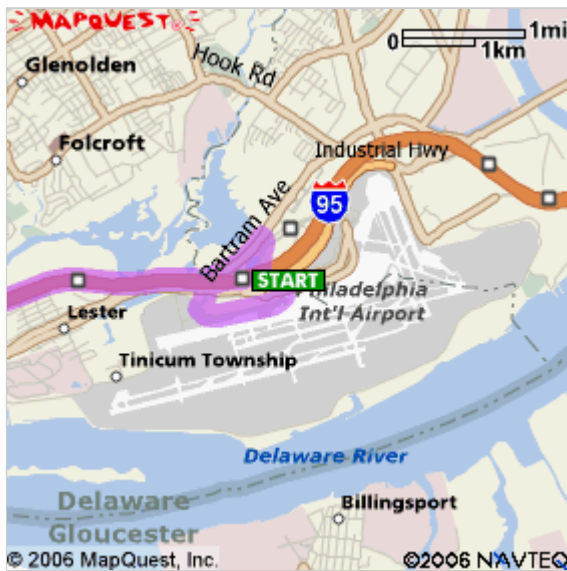 MAPQUEST
0 1mi
1km
Hook Rd
Glenolden
Folcroft
Industrial Hwy
Bartram Ave
95
START
Philadelphia
Int'l Airport
Lester
Tinicum Township
Delaware River
Delaware
Gloucester
Billingsport
© 2006 MapQuest, Inc.
©2006 NAVTEQ